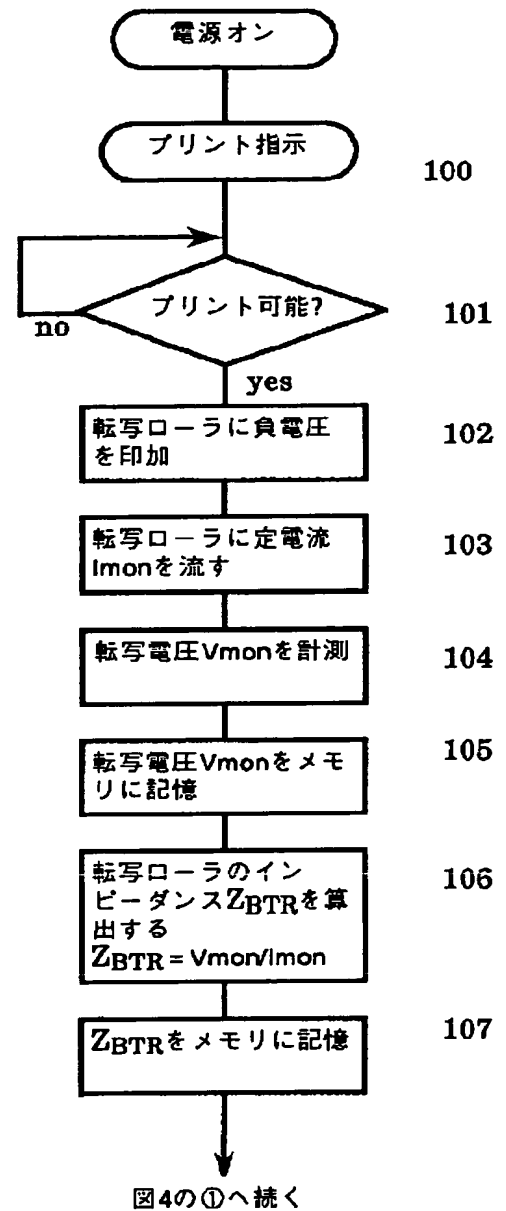 電源オン
プリント指示
100
プリント可能?
101
no
yes
転写ローラに負電圧
を印加
102
転写ローラに定電流
Imonを流す
103
転写電圧Vmonを計測
104
転写電圧Vmonをメモ
リに記憶
105
転写ローラのイン
ピーダンスZBTRを算
出する
ZBTR = Vmon/Imon
106
ZBTRをメモリに記憶
107
図4の①へ続く